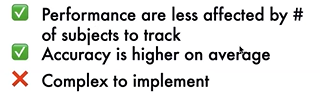 ✅ Performance are less affected by #
of subjects to track
✅ Accuracy is higher on average
❌ Complex to implement